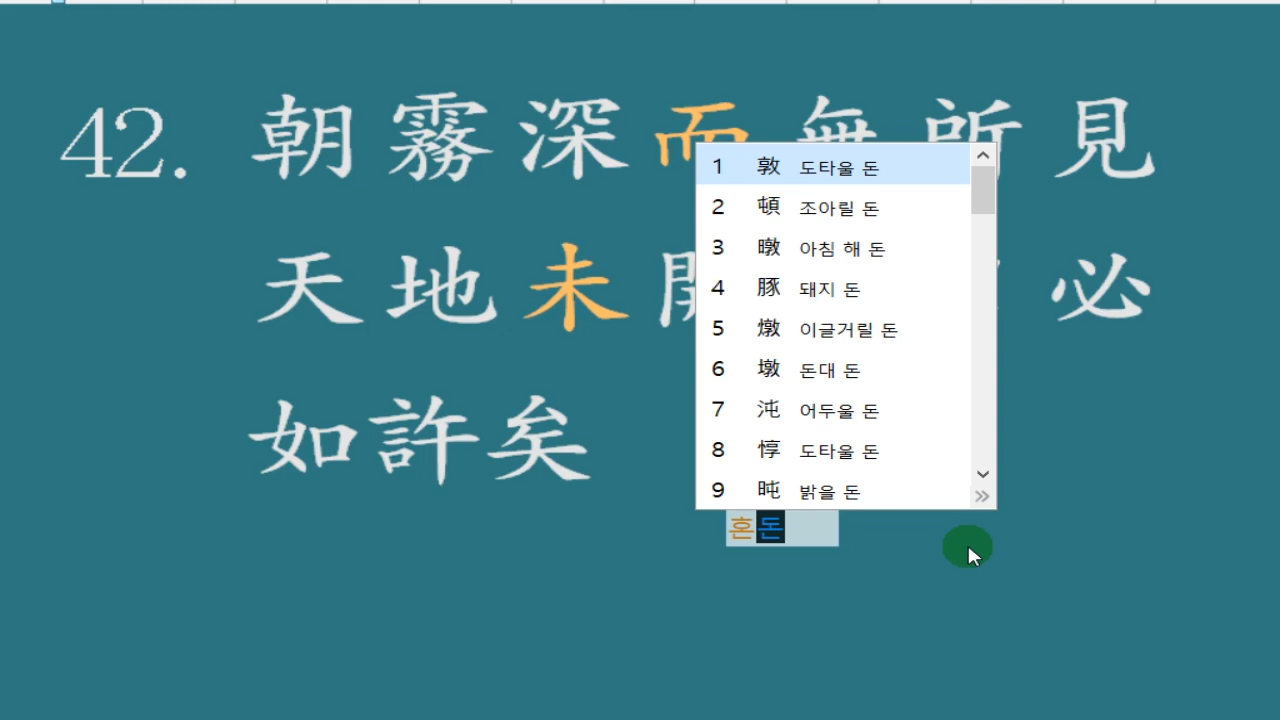 42. 朝霧深而無所見
天地未開 必
如許矣
1 敦 도타울 돈
2 頓 조아릴 돈
3 暾 아침 해 돈
4 豚 돼지 돈
5 燉 이글거릴 돈
6 墩 돈대 돈
7 沌 어두울 돈
8 惇 도타울 돈
9 旽 밝을 돈
혼돈